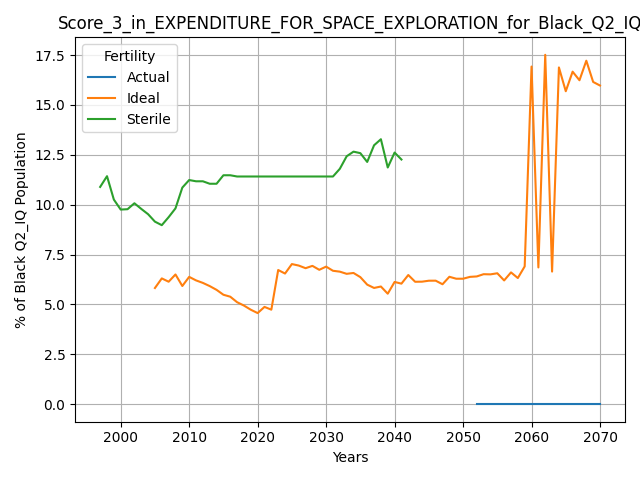 Score_3_in_EXPENDITURE_FOR_SPACE_EXPLORATION_for_Black_Q2_IQ
Fertility
Actual
Ideal
Sterile
% of Black Q2_IQ Population
17.5
15.0
12.5
10.0
7.5
5.0
2.5
0.0
2000 2010 2020 2030 2040 2050 2060 2070
Years